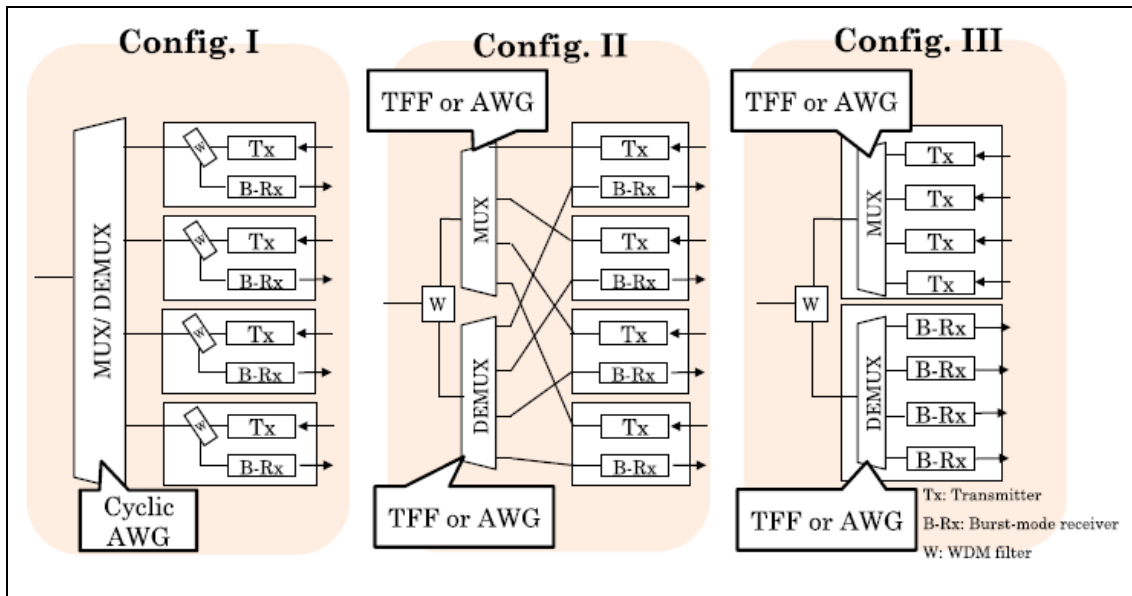 Config. I
Config. II
Config. III
MUX/ DEMUX
W
Tx
B-Rx
W
Tx
B-Rx
W
Tx
B-Rx
W
Tx
B-Rx
Cyclic
AWG
TFF or AWG
W
MUX
DEMUX
Tx
B-Rx
Tx
B-Rx
Tx
B-Rx
Tx
B-Rx
TFF or AWG
TFF or AWG
W
MUX
Tx
Tx
Tx
Tx
DEMUX
B-Rx
B-Rx
B-Rx
B-Rx
TFF or AWG
Tx: Transmitter
B-Rx: Burst-mode receiver
W: WDM filter